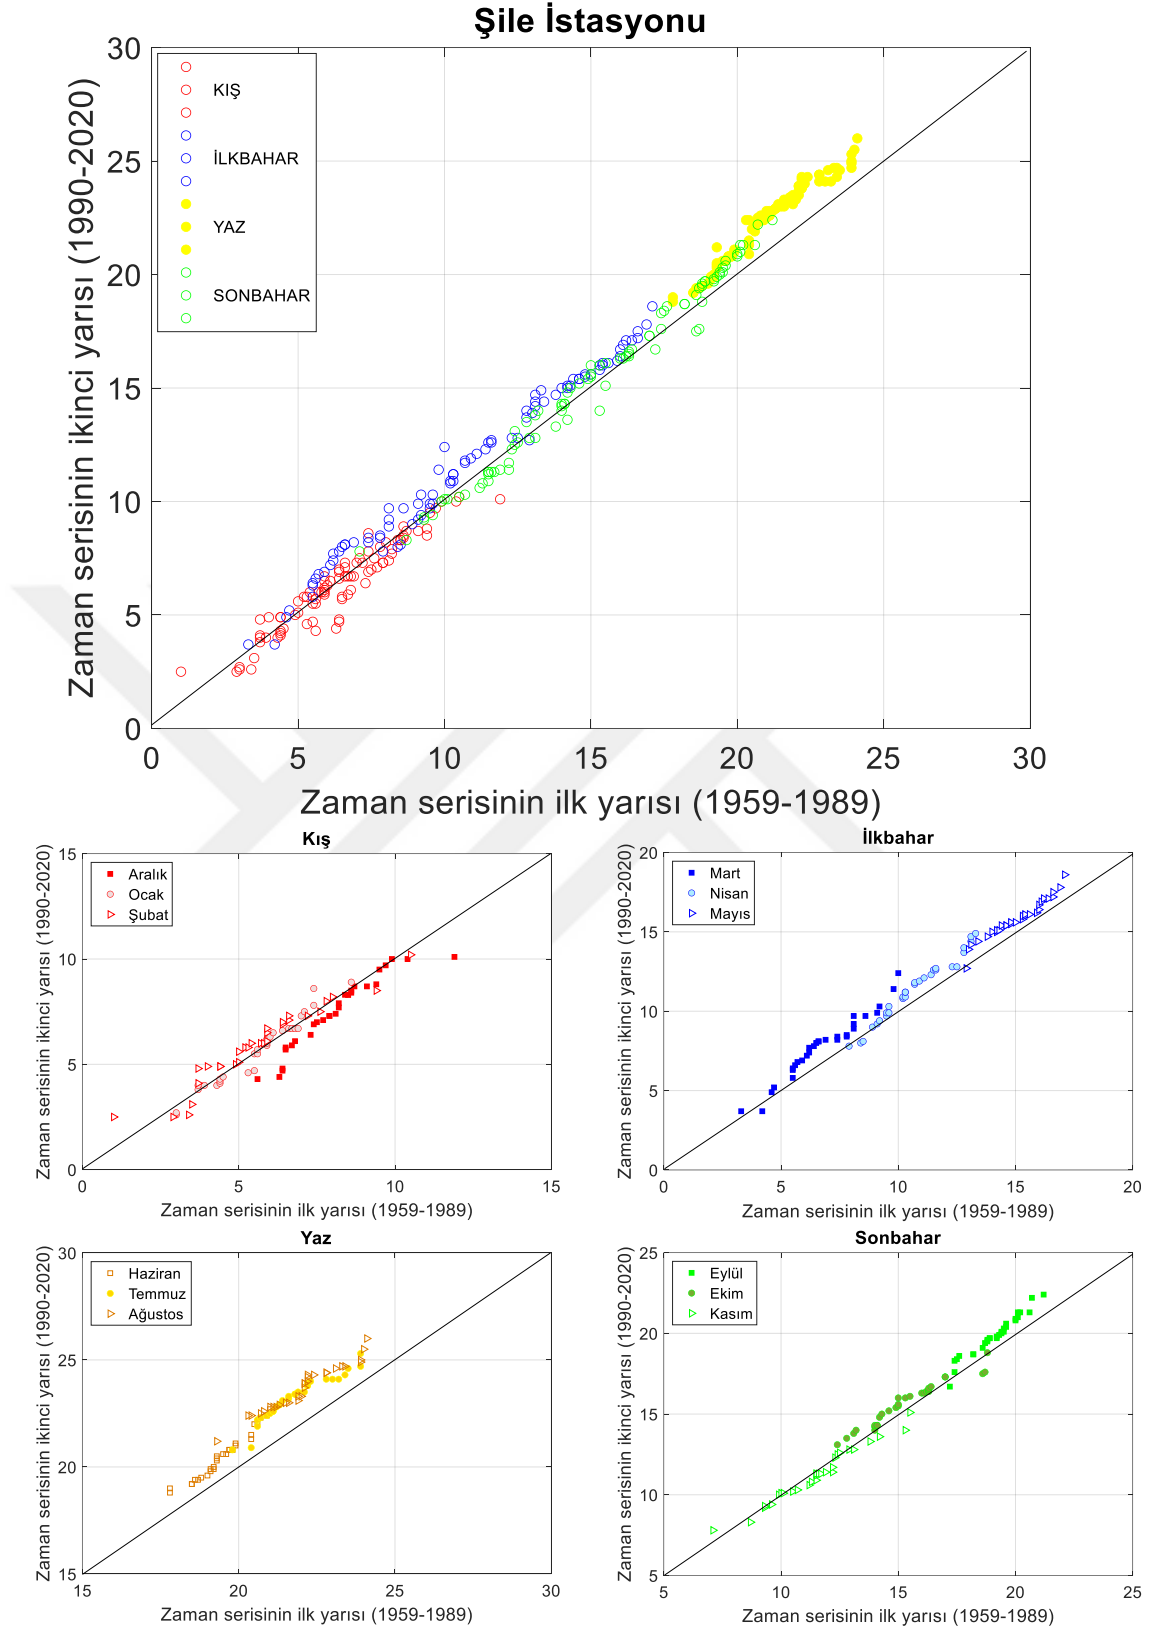 Şile İstasyonu
Zaman serisinin ikinci yarısı (1990-2020)
30
25
20
15
10
5
0
KIŞ
İLKBAHAR
YAZ
SONBAHAR
0 5 10 15 20 25 30
Zaman serisinin ilk yarısı (1959-1989)
Kış
Zaman serisinin ikinci yarısı (1990-2020)
15
10
5
0
Aralık
Ocak
Şubat
0 5 10 15
Zaman serisinin ilk yarısı (1959-1989)
İlkbahar
Zaman serisinin ikinci yarısı (1990-2020)
20
15
10
5
0
Mart
Nisan
Mayıs
0 5 10 15 20
Zaman serisinin ilk yarısı (1959-1989)
Yaz
Zaman serisinin ikinci yarısı (1990-2020)
30
25
20
15
Haziran
Temmuz
Ağustos
15 20 25 30
Zaman serisinin ilk yarısı (1959-1989)
Sonbahar
Zaman serisinin ikinci yarısı (1990-2020)
25
20
15
10
5
Eylül
Ekim
Kasım
5 10 15 20 25
Zaman serisinin ilk yarısı (1959-1989)